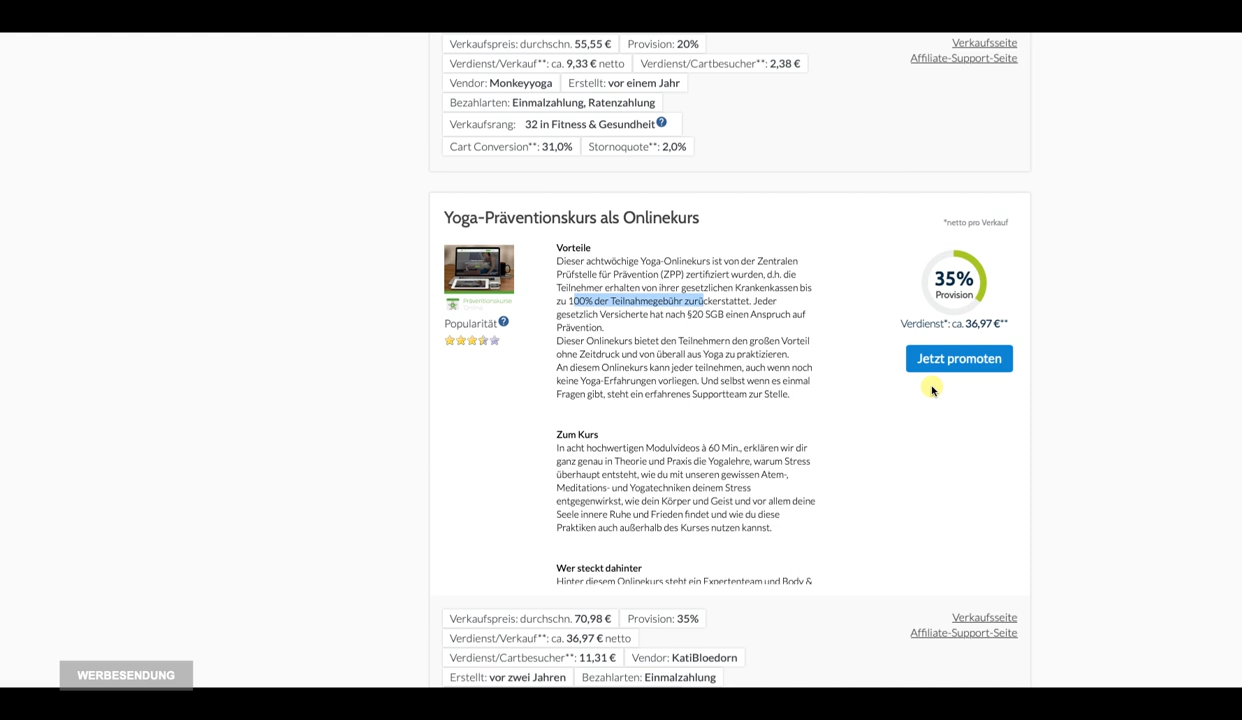 Verkaufspreis: durchschn. 55,55 € Provision: 20%
Verkaufsseite
Affiliate-Support-Seite
Verdienst/Verkauf**: ca. 9,33 € netto Verdienst/Cartbesucher**: 2,38 €
Vendor: Monkeyyoga Erstellt: vor einem Jahr
Bezahlarten: Einmalzahlung, Ratenzahlung
Verkaufsrang: 32 in Fitness & Gesundheit ?
Cart Conversion**: 31,0% Stornoquote**: 2,0%
Yoga-Präventionskurs als Onlinekurs
*netto pro Verkauf
Popularität ?
Vorteile
Dieser achtwöchige Yoga-Onlinekurs ist von der Zentralen
Prüfstelle für Prävention (ZPP) zertifiziert wurden, d.h. die
Teilnehmer erhalten von ihrer gesetzlichen Krankenkassen bis
zu 100% der Teilnahmegebühr zurückerstattet. Jeder
gesetzlich Versicherte hat nach §20 SGB einen Anspruch auf
Prävention.
Dieser Onlinekurs bietet den Teilnehmern den großen Vorteil
ohne Zeitdruck und von überall aus Yoga zu praktizieren.
An diesem Onlinekurs kann jeder teilnehmen, auch wenn noch
keine Yoga-Erfahrungen vorliegen. Und selbst wenn es einmal
Fragen gibt, steht ein erfahrenes Supportteam zur Stelle.
35%
Provision
Verdienst*: ca. 36,97 €**
Jetzt promoten
Zum Kurs
In acht hochwertigen Modulvideos à 60 Min., erklären wir dir
ganz genau in Theorie und Praxis die Yogalehre, warum Stress
überhaupt entsteht, wie du mit unseren gewissen Atem-,
Meditations- und Yogatechniken deinem Stress
entgegenwirkst, wie dein Körper und Geist und vor allem deine
Seele innere Ruhe und Frieden findet und wie du diese
Praktiken auch außerhalb des Kurses nutzen kannst.
Wer steckt dahinter
Hinter diesem Onlinekurs steht ein Expertenteam und Body &
Verkaufspreis: durchschn. 70,98 € Provision: 35%
Verkaufsseite
Affiliate-Support-Seite
Verdienst/Verkauf**: ca. 36,97 € netto
Verdienst/Cartbesucher**: 11,31 € Vendor: KatiBloedorn
Erstellt: vor zwei Jahren Bezahlarten: Einmalzahlung
WERBESENDUNG